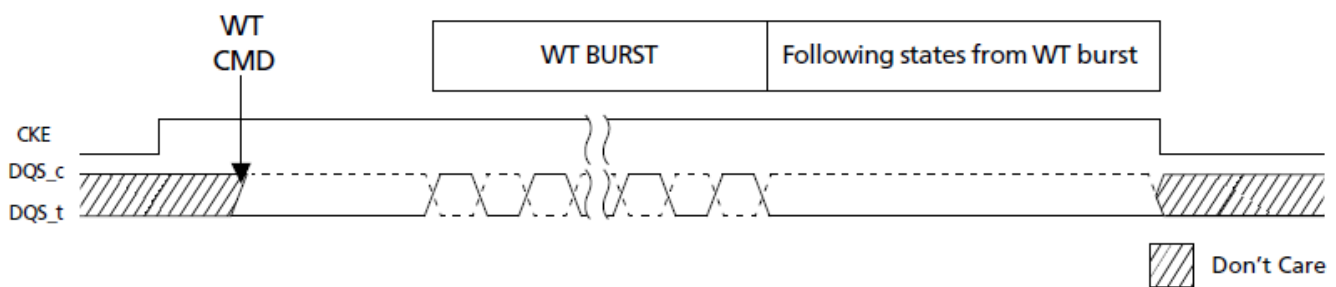 WT
CMD
WT BURST
Following states from WT burst
CKE
DQS_c
DQS_t
Don't Care